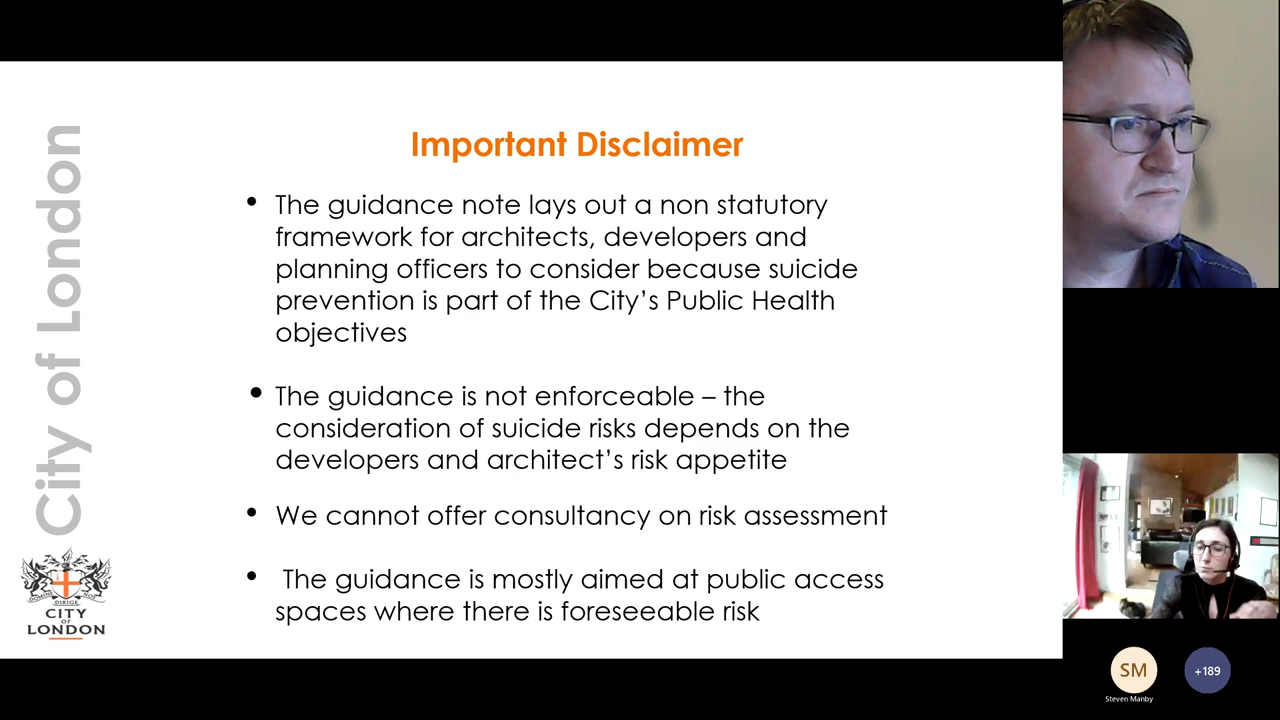 City of London
DOMINE DIRIGE NOS
CITY
OF
LONDON
Important Disclaimer
• The guidance note lays out a non statutory
framework for architects, developers and
planning officers to consider because suicide
prevention is part of the City’s Public Health
objectives
• The guidance is not enforceable – the
consideration of suicide risks depends on the
developers and architect’s risk appetite
• We cannot offer consultancy on risk assessment
• The guidance is mostly aimed at public access
spaces where there is foreseeable risk
SM
+189
Steven Manby